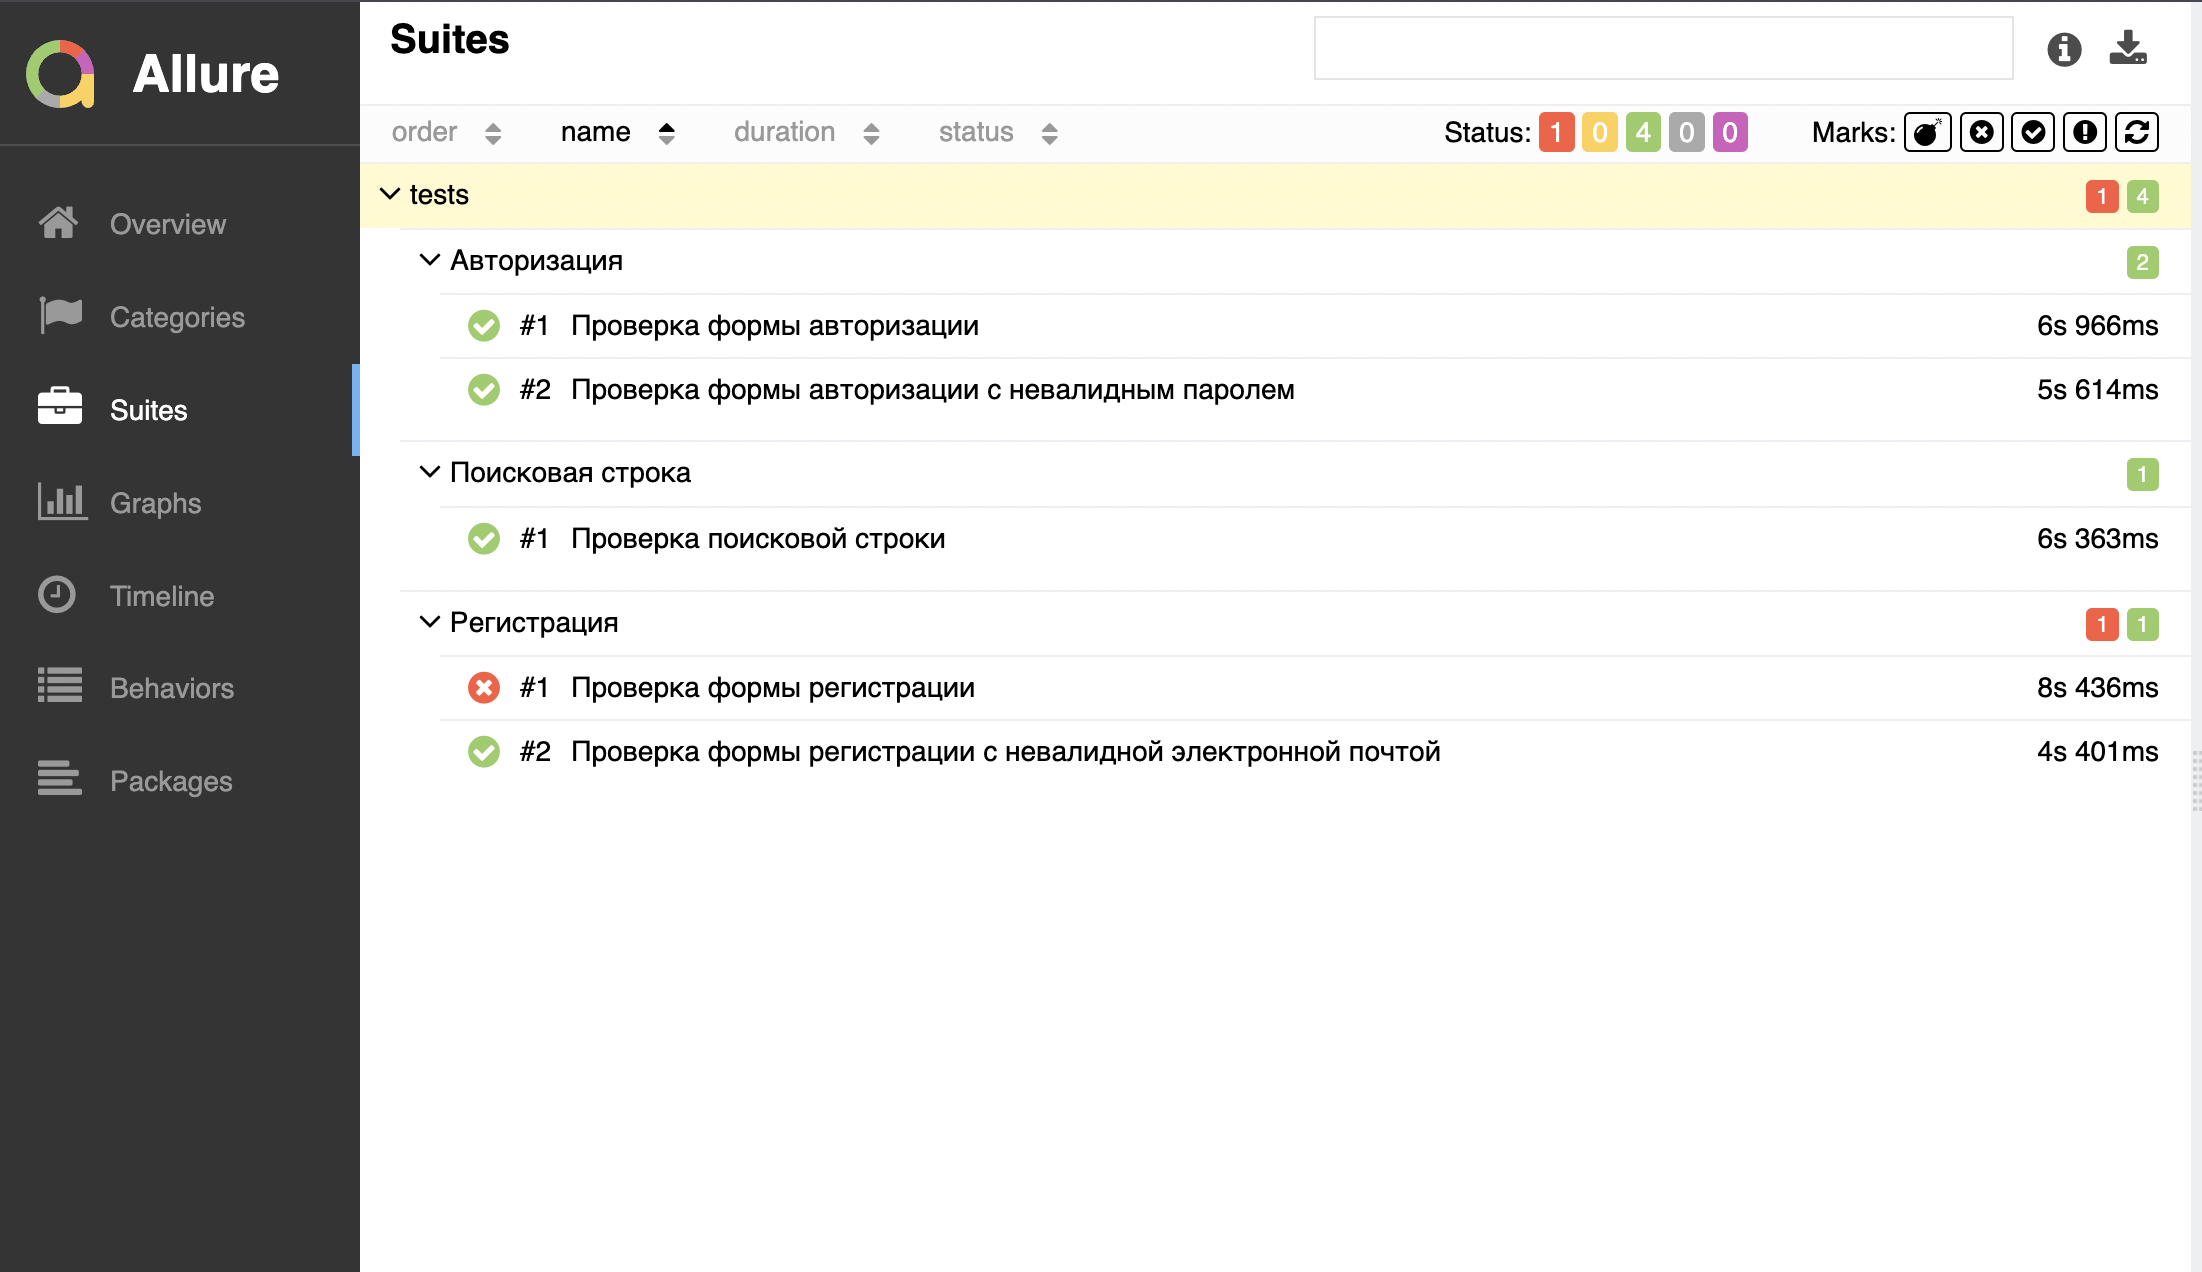 Allure
Overview
Categories
Suites
Graphs
Timeline
Behaviors
Packages
Suites
order name duration status Status: 1 0 4 0 0 Marks:
tests 1 4
Авторизация 2
#1 Проверка формы авторизации 6s 966ms
#2 Проверка формы авторизации с невалидным паролем 5s 614ms
Поисковая строка 1
#1 Проверка поисковой строки 6s 363ms
Регистрация 1 1
#1 Проверка формы регистрации 8s 436ms
#2 Проверка формы регистрации с невалидной электронной почтой 4s 401ms